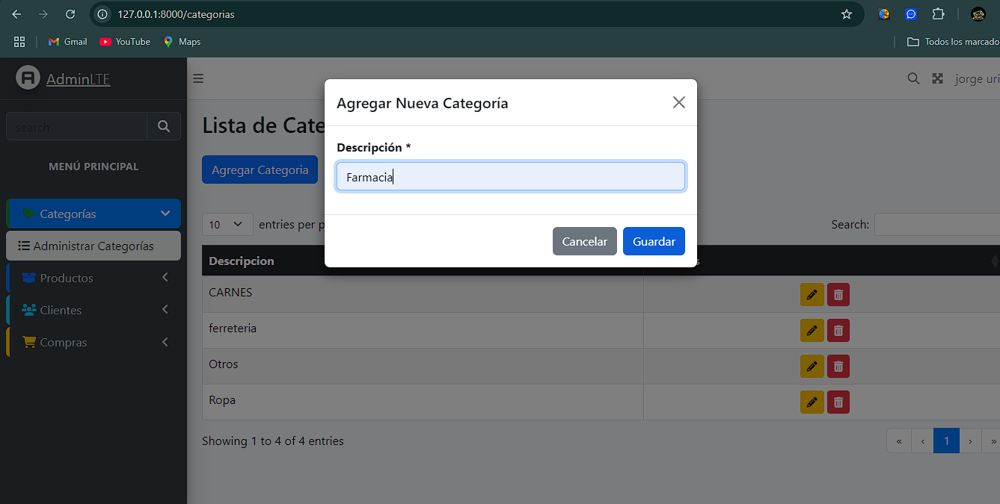 127.0.0.1:8000/categorias
Gmail YouTube Maps Todos los marcado
AdminLTE
jorge uri
search
MENÚ PRINCIPAL
Categorías
Administrar Categorías
Productos
Clientes
Compras
Lista de Cate
Agregar Categoria
Agregar Nueva Categoría
Descripción *
Farmacia
Cancelar Guardar
10 entries per p
Search:
Descripcion s
CARNES
ferreteria
Otros
Ropa
Showing 1 to 4 of 4 entries
« ‹ 1 › »